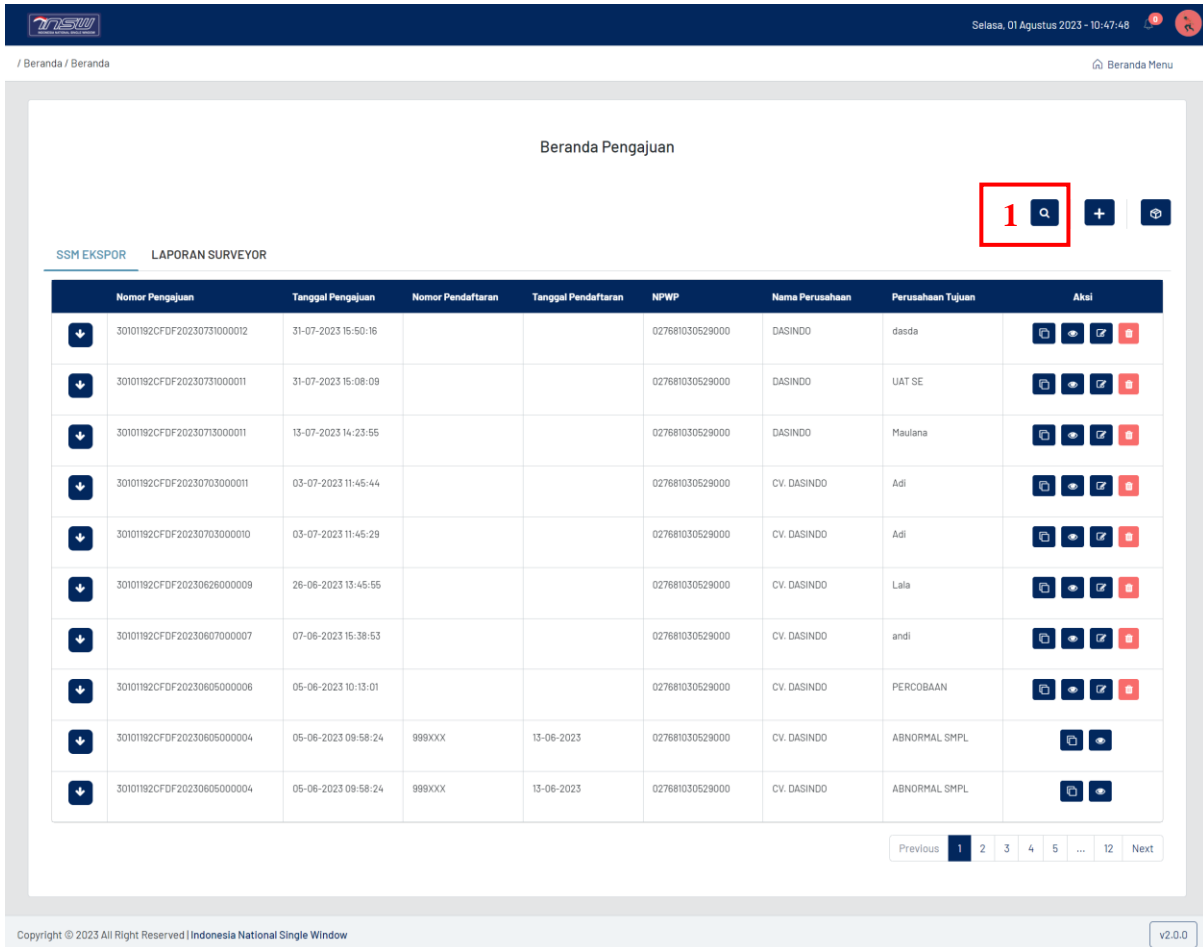 INSW
INDONESIA NATIONAL SINGLE WINDOW
Selasa, 01 Agustus 2023 - 10:47:48 0
/ Beranda / Beranda Beranda Menu
Beranda Pengajuan
1
SSM EKSPOR LAPORAN SURVEYOR
Nomor Pengajuan Tanggal Pengajuan Nomor Pendaftaran Tanggal Pendaftaran NPWP Nama Perusahaan Perusahaan Tujuan Aksi
30101192CFDF20230731000012 31-07-2023 15:50:16 027681030529000 DASINDO dasda
30101192CFDF20230731000011 31-07-2023 15:08:09 027681030529000 DASINDO UAT SE
30101192CFDF20230713000011 13-07-2023 14:23:55 027681030529000 DASINDO Maulana
30101192CFDF20230703000011 03-07-2023 11:45:44 027681030529000 CV. DASINDO Adi
30101192CFDF20230703000010 03-07-2023 11:45:29 027681030529000 CV. DASINDO Adi
30101192CFDF20230626000009 26-06-2023 13:45:55 027681030529000 CV. DASINDO Lala
30101192CFDF20230607000007 07-06-2023 15:38:53 027681030529000 CV. DASINDO andi
30101192CFDF20230605000006 05-06-2023 10:13:01 027681030529000 CV. DASINDO PERCOBAAN
30101192CFDF20230605000004 05-06-2023 09:58:24 999XXX 13-06-2023 027681030529000 CV. DASINDO ABNORMAL SMPL
30101192CFDF20230605000004 05-06-2023 09:58:24 999XXX 13-06-2023 027681030529000 CV. DASINDO ABNORMAL SMPL
Previous 1 2 3 4 5 ... 12 Next
Copyright © 2023 All Right Reserved | Indonesia National Single Window v2.0.0